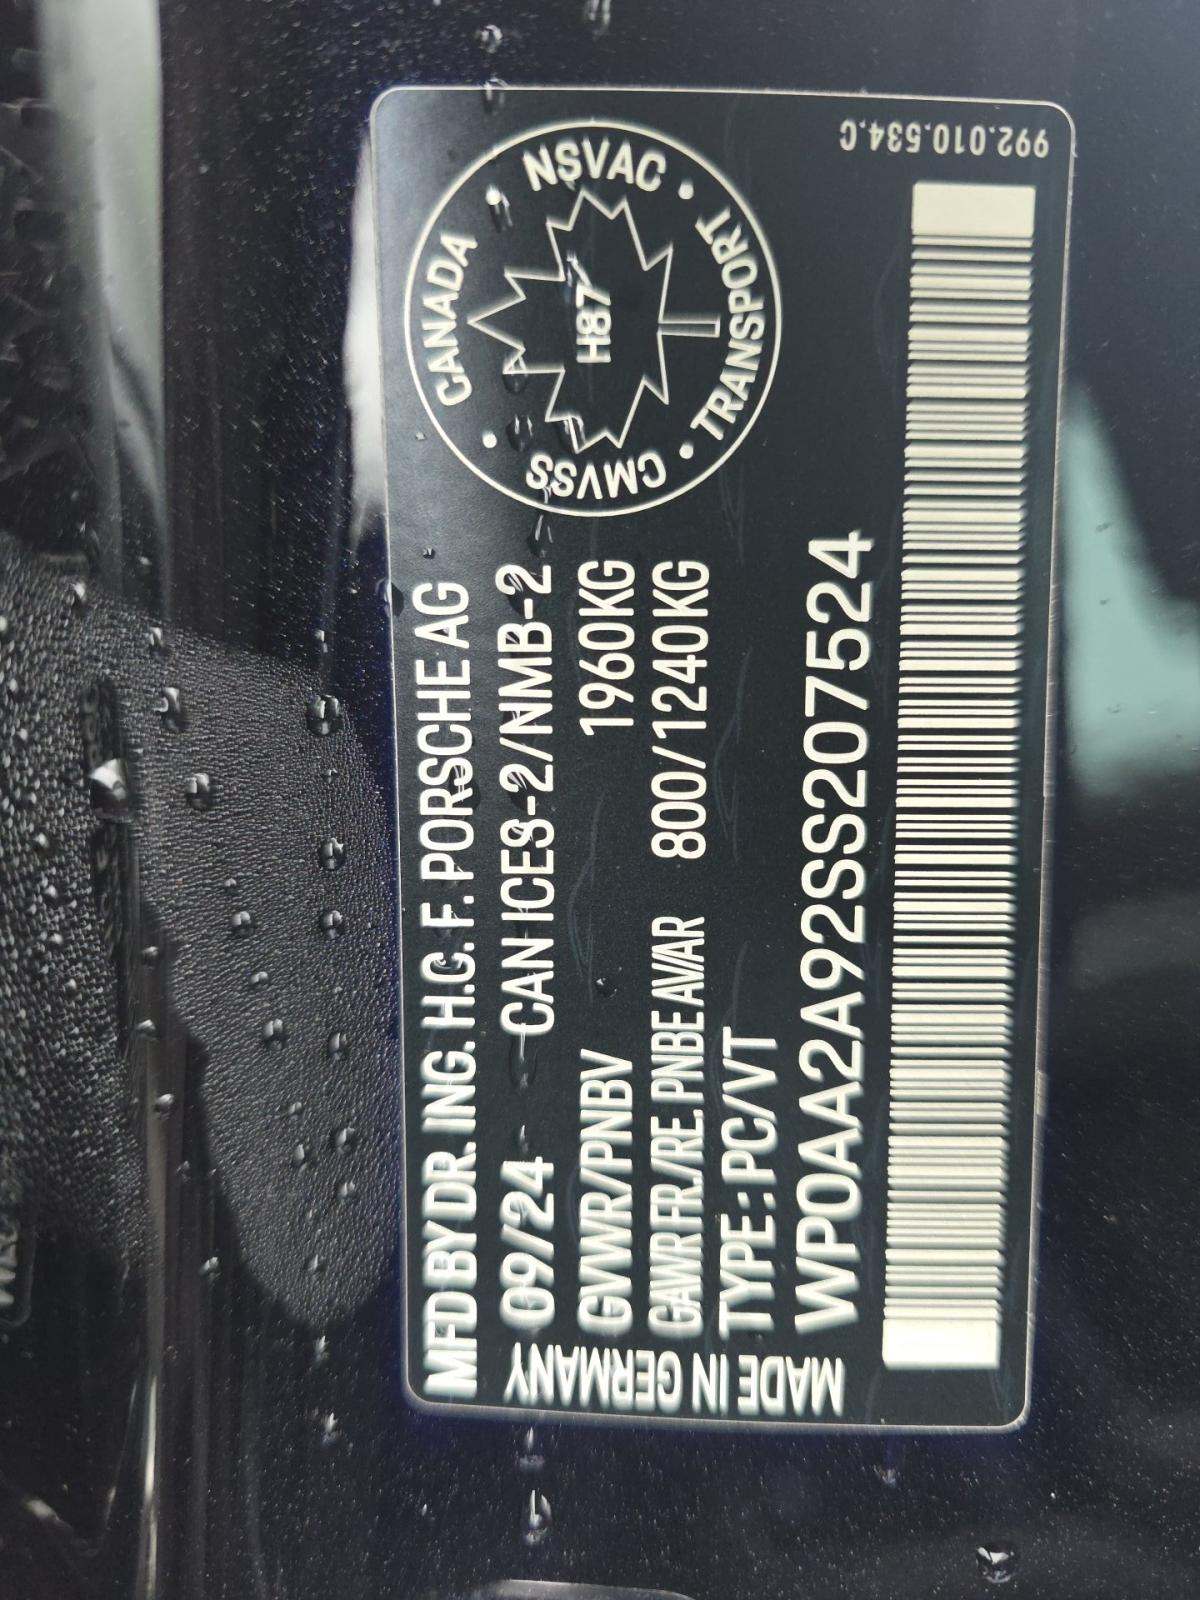 MFD BY DR. ING. H.C. F. PORSCHE AG
09/24 CAN ICES-2/NMB-2
GVWR/PNBV 1960KG
GAWR FR./RE. PNBE AV/AR 800/1240KG
TYPE: PC/VT
WP0AA2A92SS207524
MADE IN GERMANY
CANADA
NSVAC
TRANSPORT
CMVSS
H87
992.010.534.C